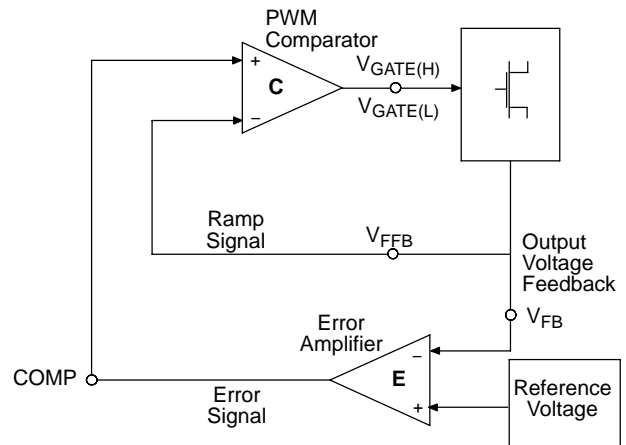 PWM
Comparator
+
C
−
VGATE(H)
VGATE(L)
Ramp
Signal
VFFB
Output
Voltage
Feedback
VFB
Error
Amplifier
−
E
+
COMP
Error
Signal
Reference
Voltage